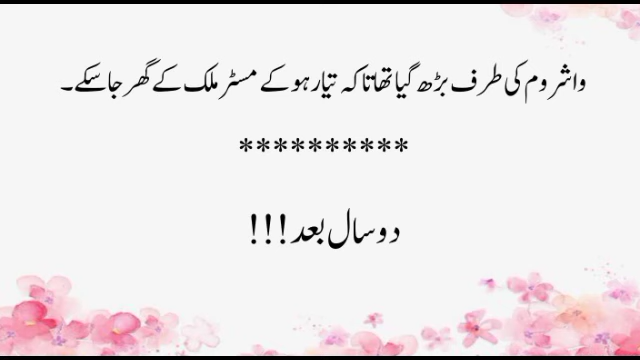 واشروم کی طرف بڑھ گیا تھا تاکہ تیار ہو کے مسٹر ملک کے گھر جا سکے۔
**********
دو سال بعد!!!